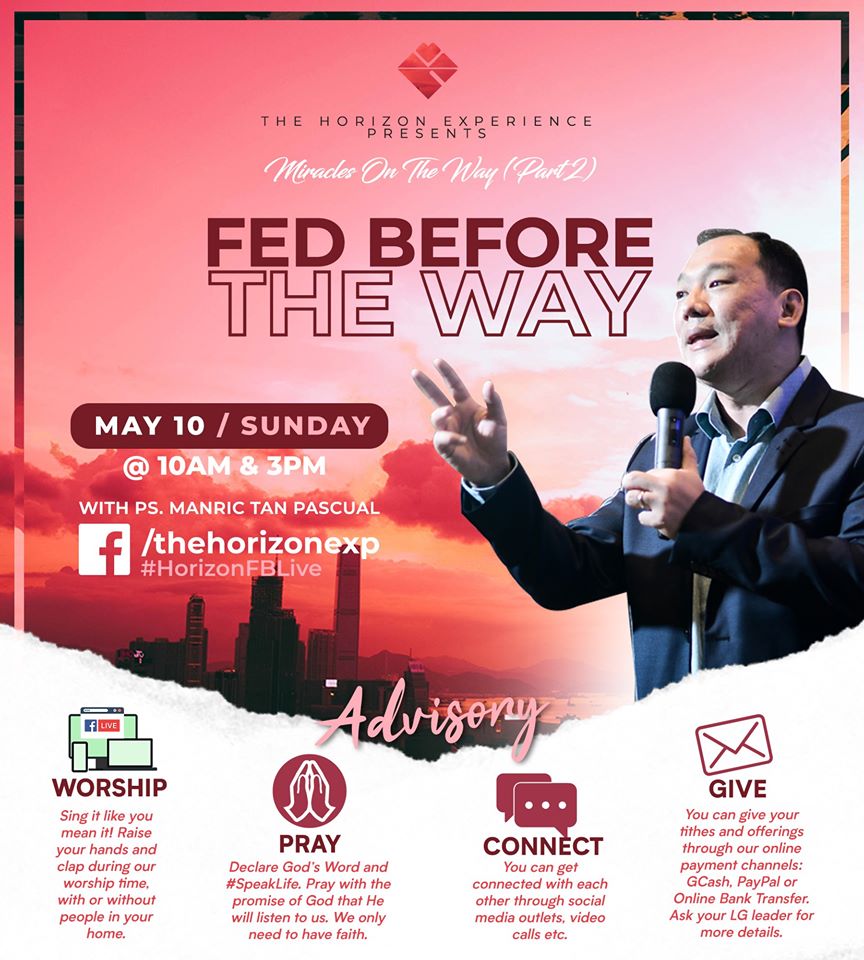 THE HORIZON EXPERIENCE
PRESENTS
Miracles On The Way (Part 2)
FED BEFORE
THE WAY
MAY 10 / SUNDAY
@ 10AM & 3PM
WITH PS. MANRIC TAN PASCUAL
f /thehorizonexp
#HorizonFBLive
Advisory
f LIVE
WORSHIP
Sing it like you
mean it! Raise
your hands and
clap during our
worship time,
with or without
people in your
home.
PRAY
Declare God's Word and
#SpeakLife. Pray with the
promise of God that He
will listen to us. We only
need to have faith.
CONNECT
You can get
connected with each
other through social
media outlets, video
calls etc.
GIVE
You can give your
tithes and offerings
through our online
payment channels:
GCash, PayPal or
Online Bank Transfer.
Ask your LG leader for
more details.